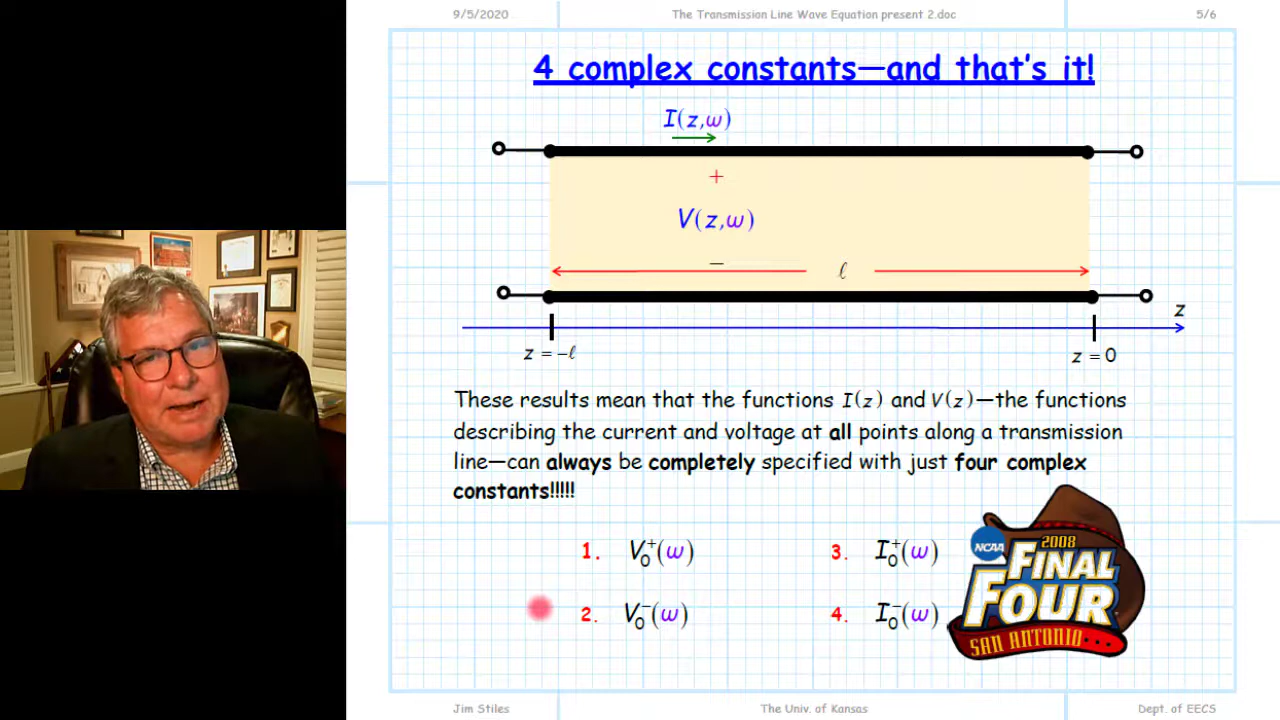 9/5/2020 The Transmission Line Wave Equation present 2.doc 5/6
4 complex constants—and that's it!
I(z,ω)
+
V(z,ω)
−
ℓ
z
z = −ℓ z = 0
These results mean that the functions I(z) and V(z)—the functions
describing the current and voltage at all points along a transmission
line—can always be completely specified with just four complex
constants!!!!!
1. V₀⁺(ω) 3. I₀⁺(ω)
2. V₀⁻(ω) 4. I₀⁻(ω)
NCAA 2008
FINAL
FOUR
SAN ANTONIO
Jim Stiles The Univ. of Kansas Dept. of EECS